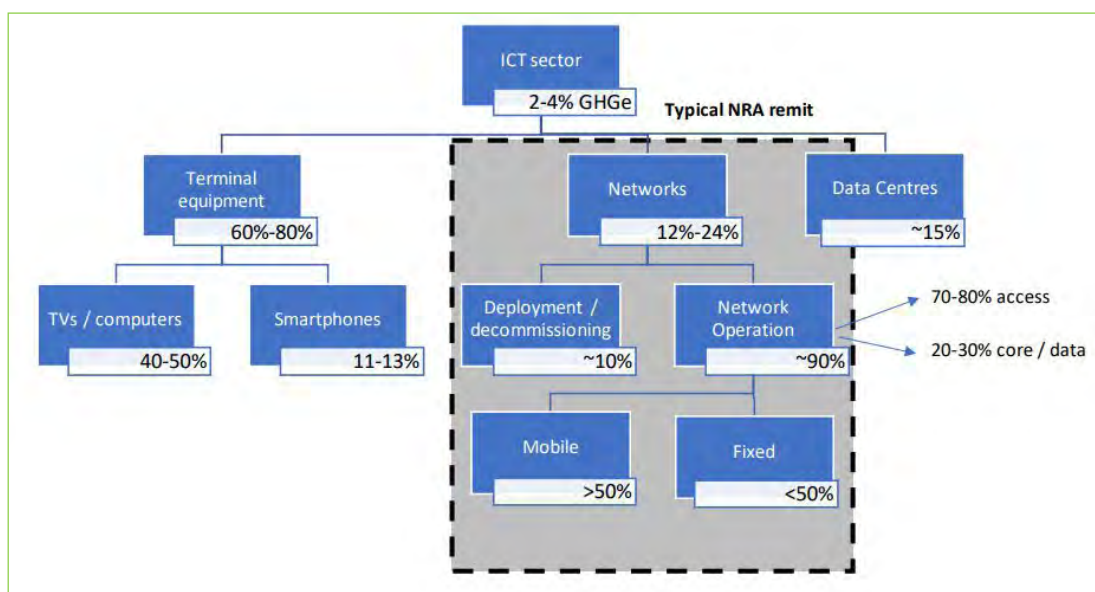 ICT sector
2-4% GHGe
Typical NRA remit
Terminal
equipment
60%-80%
Networks
12%-24%
Data Centres
~15%
TVs / computers
40-50%
Smartphones
11-13%
Deployment /
decommissioning
~10%
Network
Operation
~90%
70-80% access
20-30% core / data
Mobile
>50%
Fixed
<50%